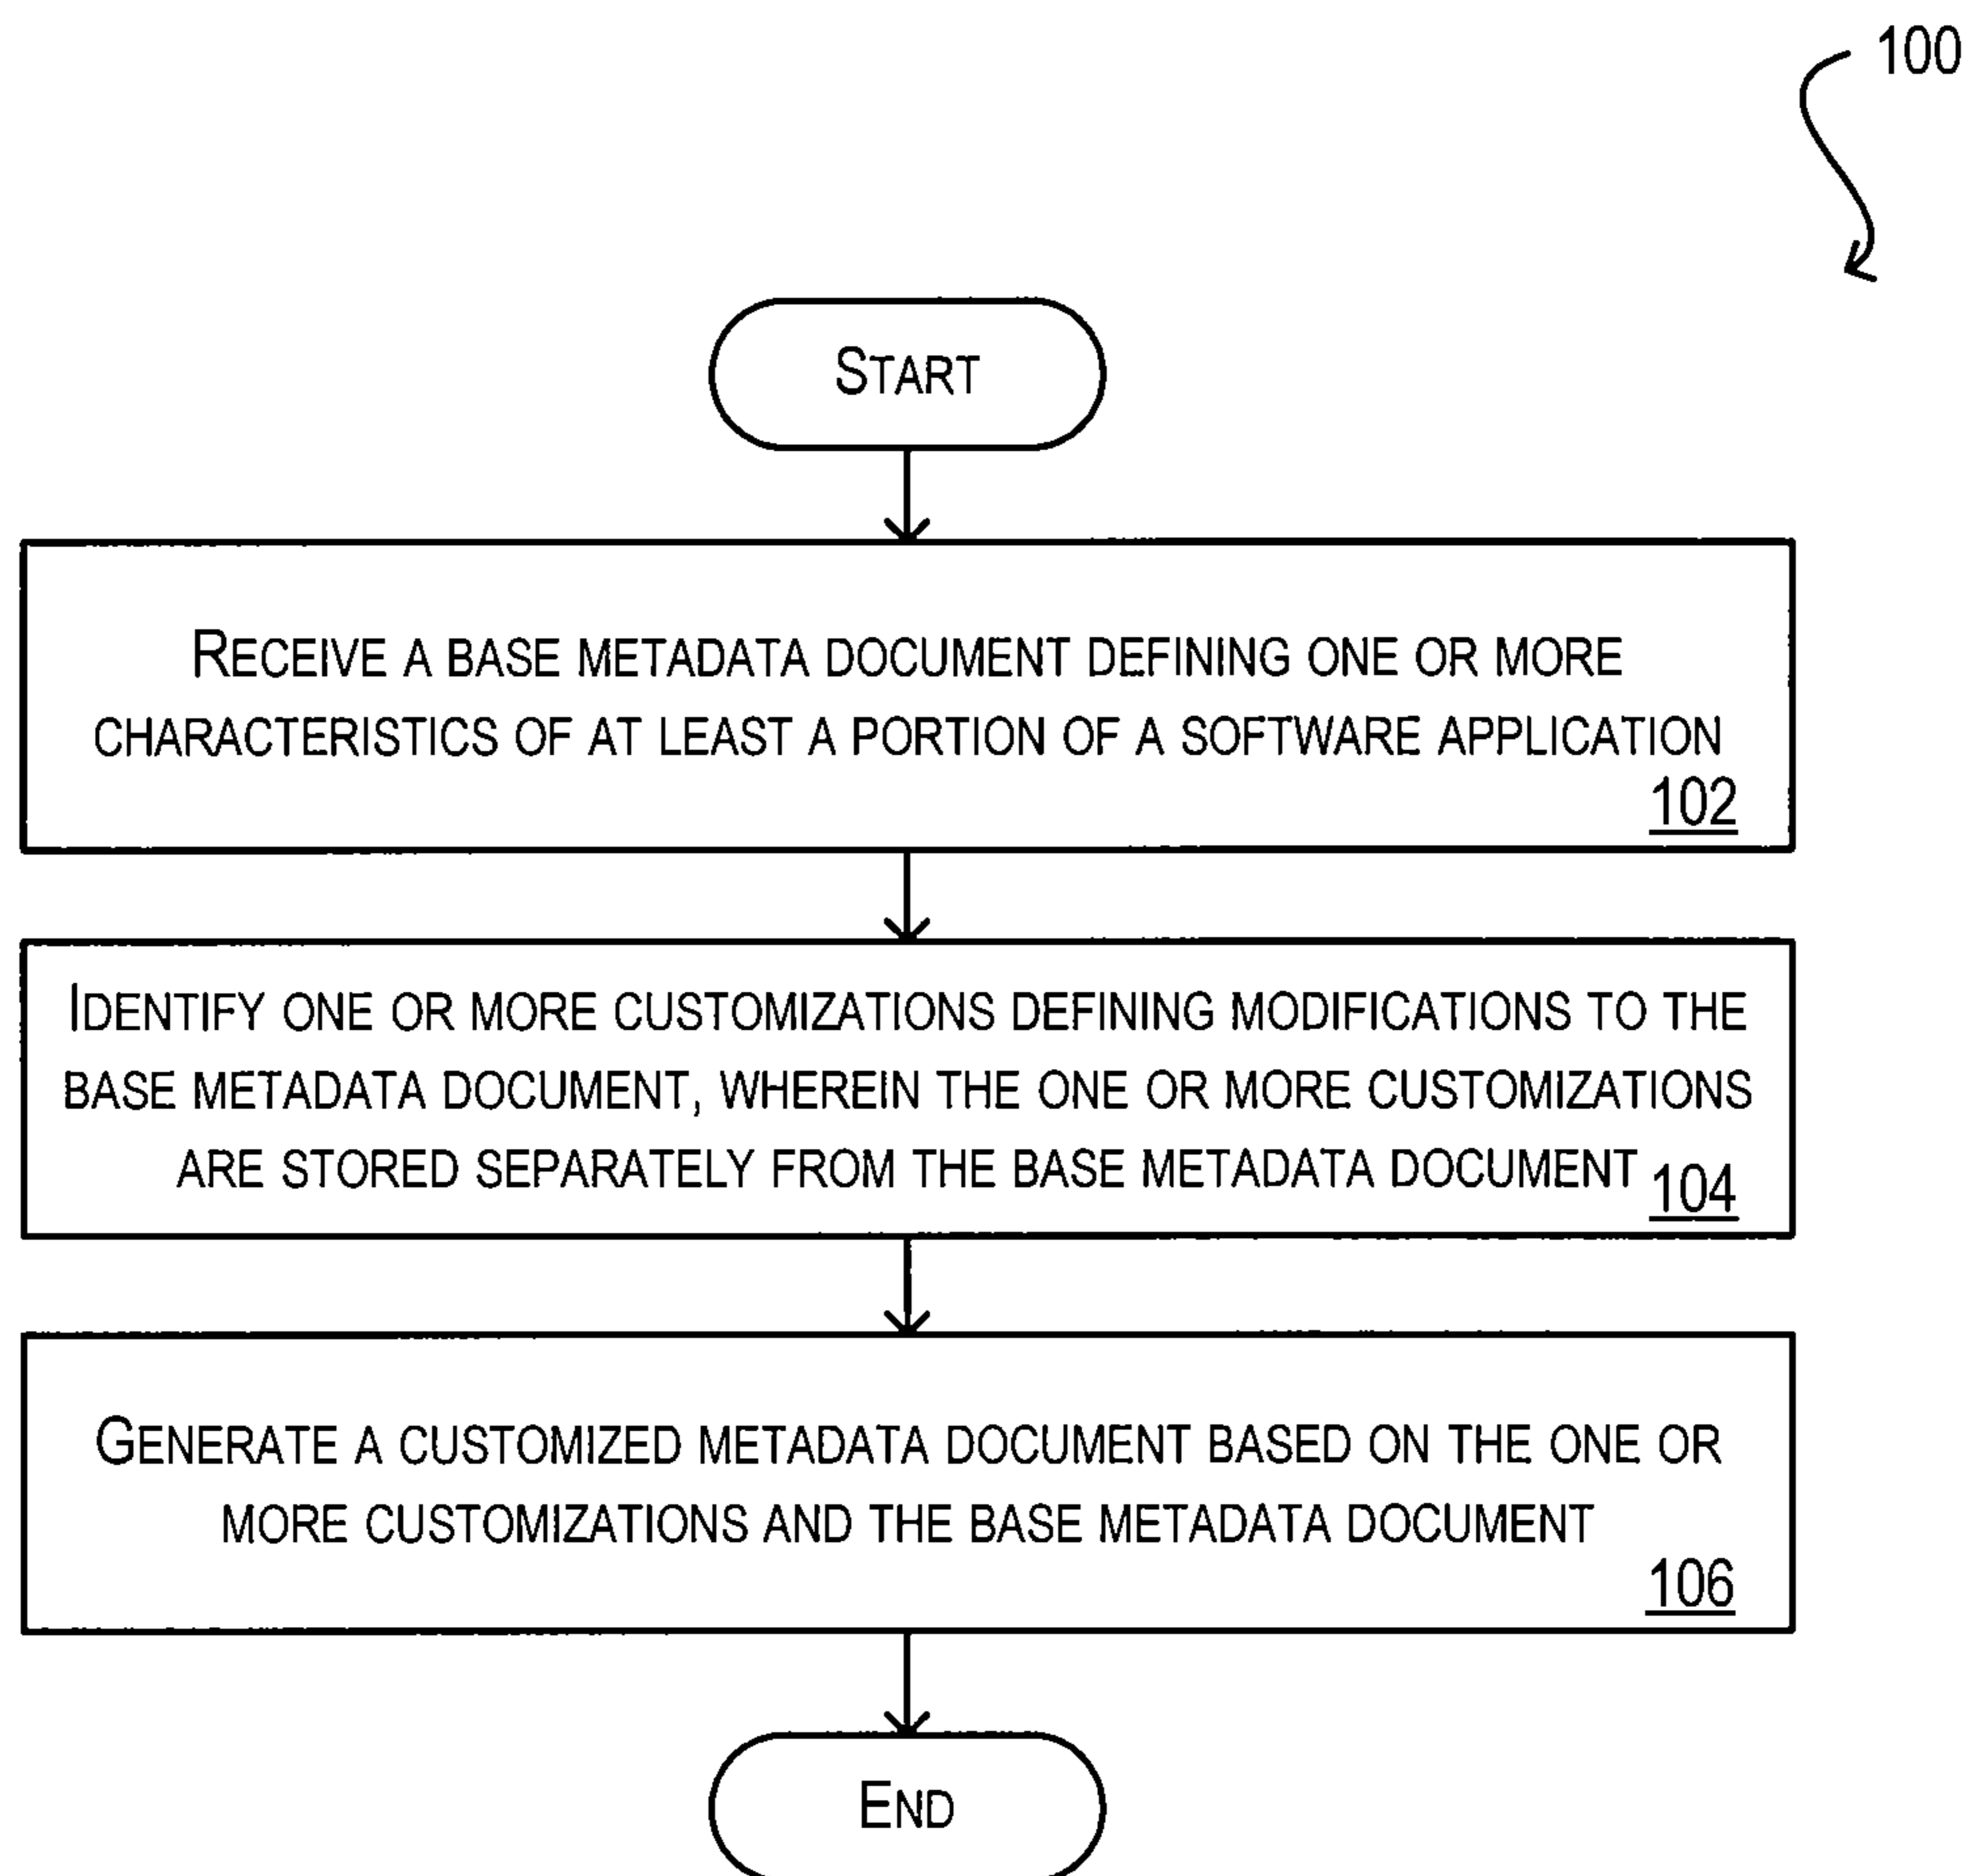 100
START
RECEIVE A BASE METADATA DOCUMENT DEFINING ONE OR MORE
CHARACTERISTICS OF AT LEAST A PORTION OF A SOFTWARE APPLICATION
102
IDENTIFY ONE OR MORE CUSTOMIZATIONS DEFINING MODIFICATIONS TO THE
BASE METADATA DOCUMENT, WHEREIN THE ONE OR MORE CUSTOMIZATIONS
ARE STORED SEPARATELY FROM THE BASE METADATA DOCUMENT
104
GENERATE A CUSTOMIZED METADATA DOCUMENT BASED ON THE ONE OR
MORE CUSTOMIZATIONS AND THE BASE METADATA DOCUMENT
106
END